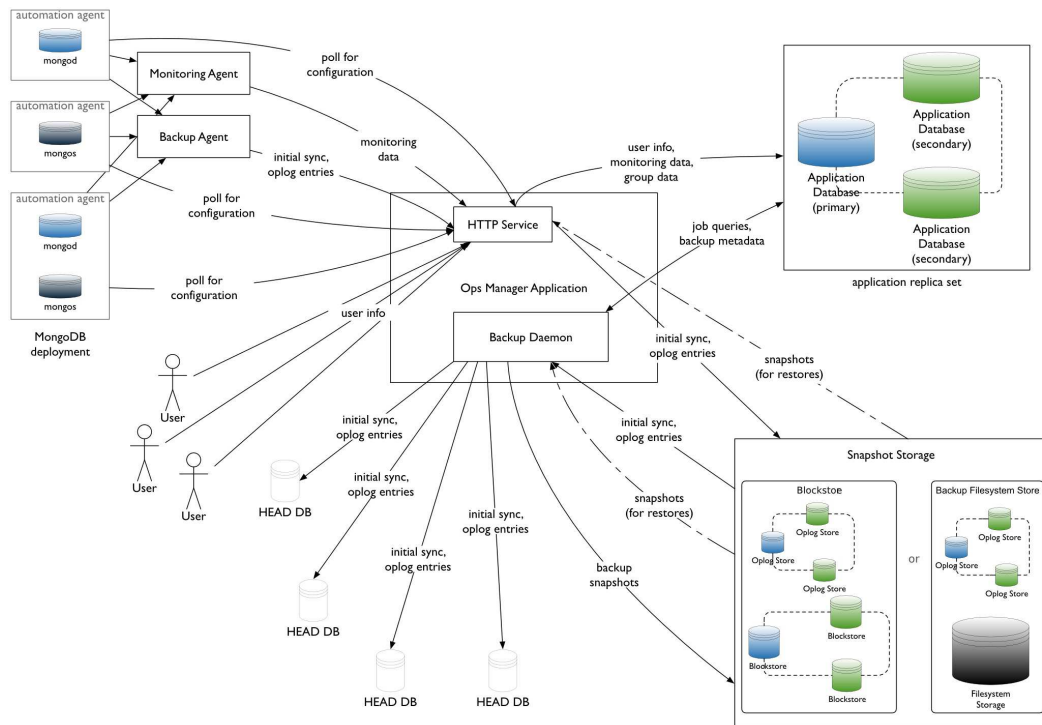 automation agent
mongod
automation agent
mongos
automation agent
mongod
mongos
MongoDB
deployment
Monitoring Agent
Backup Agent
poll for
configuration
monitoring
data
initial sync,
oplog entries
poll for
configuration
poll for
configuration
user info
User
User
User
HTTP Service
Ops Manager Application
Backup Daemon
user info,
monitoring data,
group data
job queries,
backup metadata
Application
Database
(secondary)
Application
Database
(primary)
Application
Database
(secondary)
application replica set
initial sync,
oplog entries
snapshots
(for restores)
initial sync,
oplog entries
snapshots
(for restores)
backup
snapshots
initial sync,
oplog entries
HEAD DB
initial sync,
oplog entries
HEAD DB
initial sync,
oplog entries
HEAD DB
initial sync,
oplog entries
HEAD DB
Snapshot Storage
Blockstore
Oplog Store
Oplog Store
Oplog Store
Blockstore
Blockstore
Blockstore
or
Backup Filesystem Store
Oplog Store
Oplog Store
Oplog Store
Filesystem
Storage